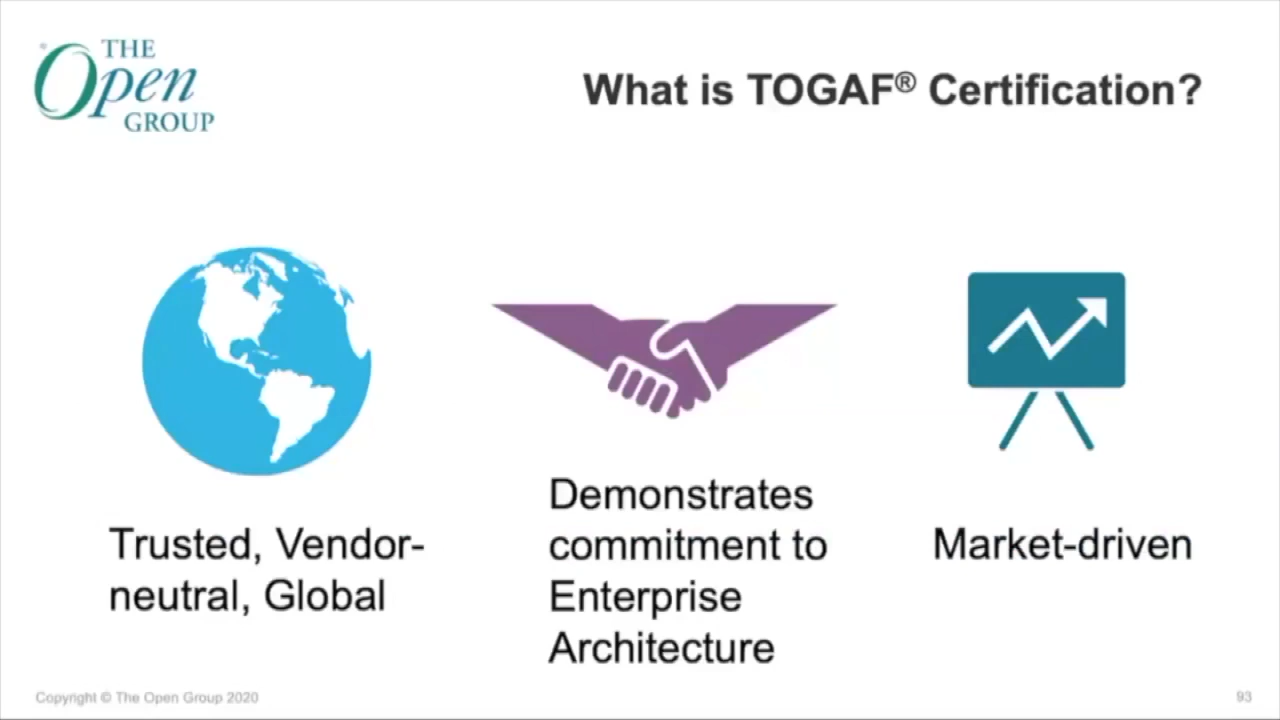 THE
Open
GROUP
What is TOGAF® Certification?
Trusted, Vendor-
neutral, Global
Demonstrates
commitment to
Enterprise
Architecture
Market-driven
Copyright © The Open Group 2020
93